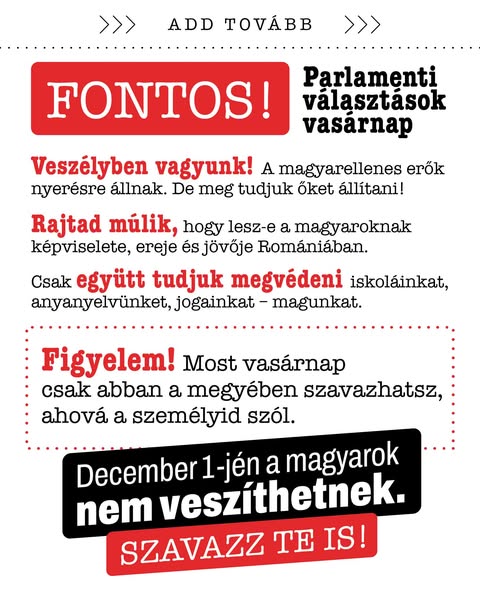 >>> ADD TOVÁBB >>>
FONTOS!
Parlamenti
választások
vasárnap
Veszélyben vagyunk! A magyarellenes erők
nyerésre állnak. De meg tudjuk őket állítani!
Rajtad múlik, hogy lesz-e a magyaroknak
képviselete, ereje és jövője Romániában.
Csak együtt tudjuk megvédeni iskoláinkat,
anyanyelvünket, jogainkat – magunkat.
Figyelem! Most vasárnap
csak abban a megyében szavazhatsz,
ahová a személyid szól.
December 1-jén a magyarok
nem veszíthetnek.
SZAVAZZ TE IS!